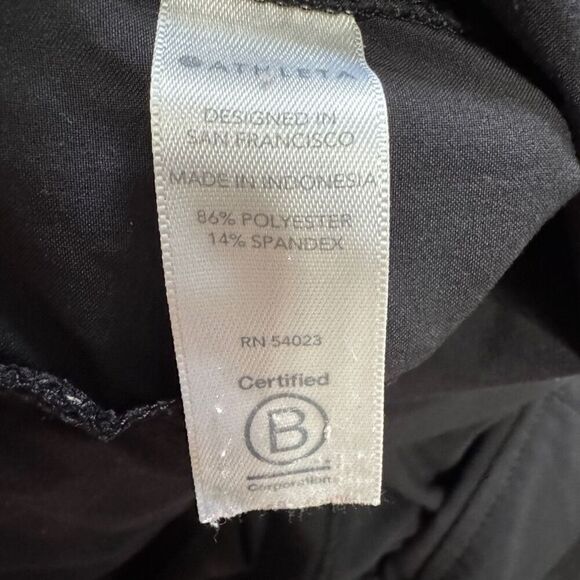 ATHLETA
DESIGNED IN
SAN FRANCISCO
MADE IN INDONESIA
86% POLYESTER
14% SPANDEX
RN 54023
Certified
B
Corporation